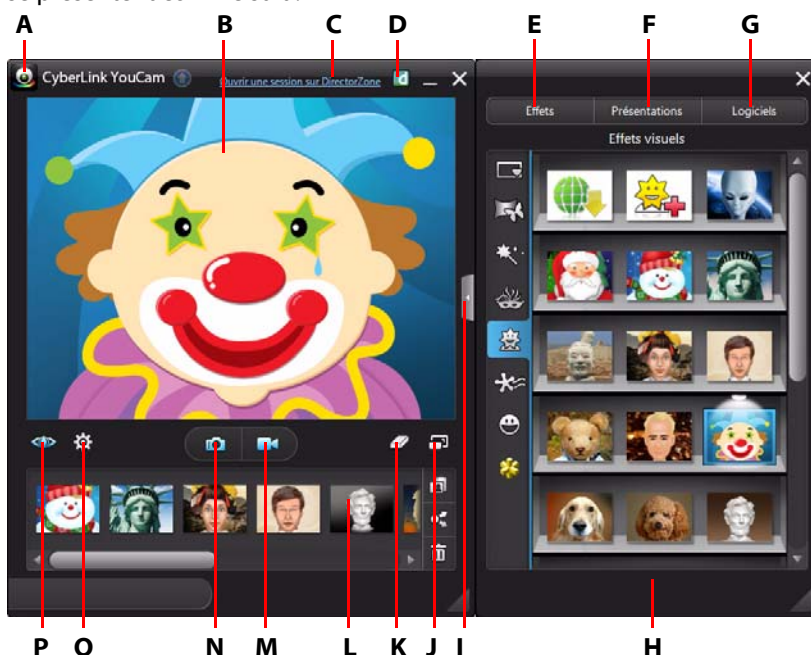 A B C D E F G
CyberLink YouCam Ouvrir une session sur DirectorZone
Effets Présentations Logiciels
Effets visuels
P O N M L K J I H